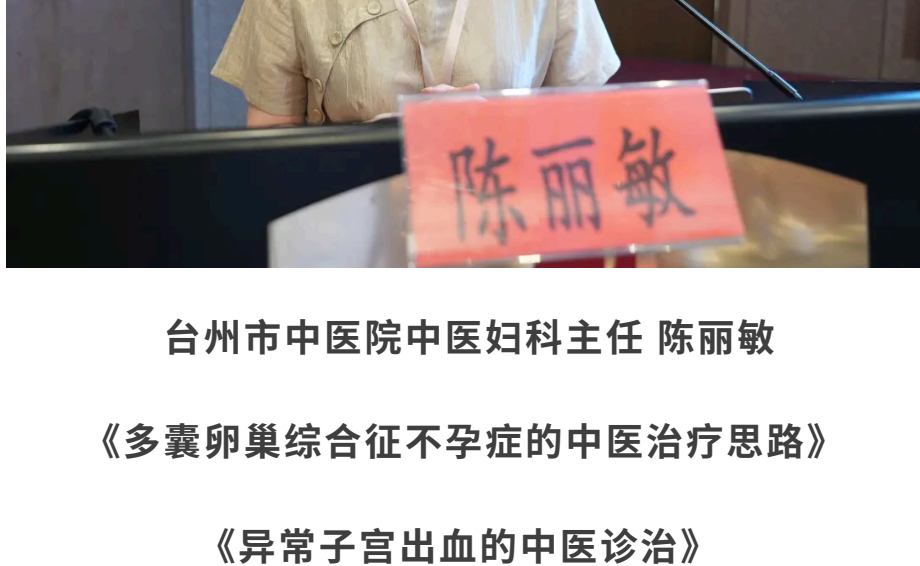 陈丽敏
台州市中医院中医妇科主任 陈丽敏
《多囊卵巢综合征不孕症的中医治疗思路》
《异常子宫出血的中医诊治》